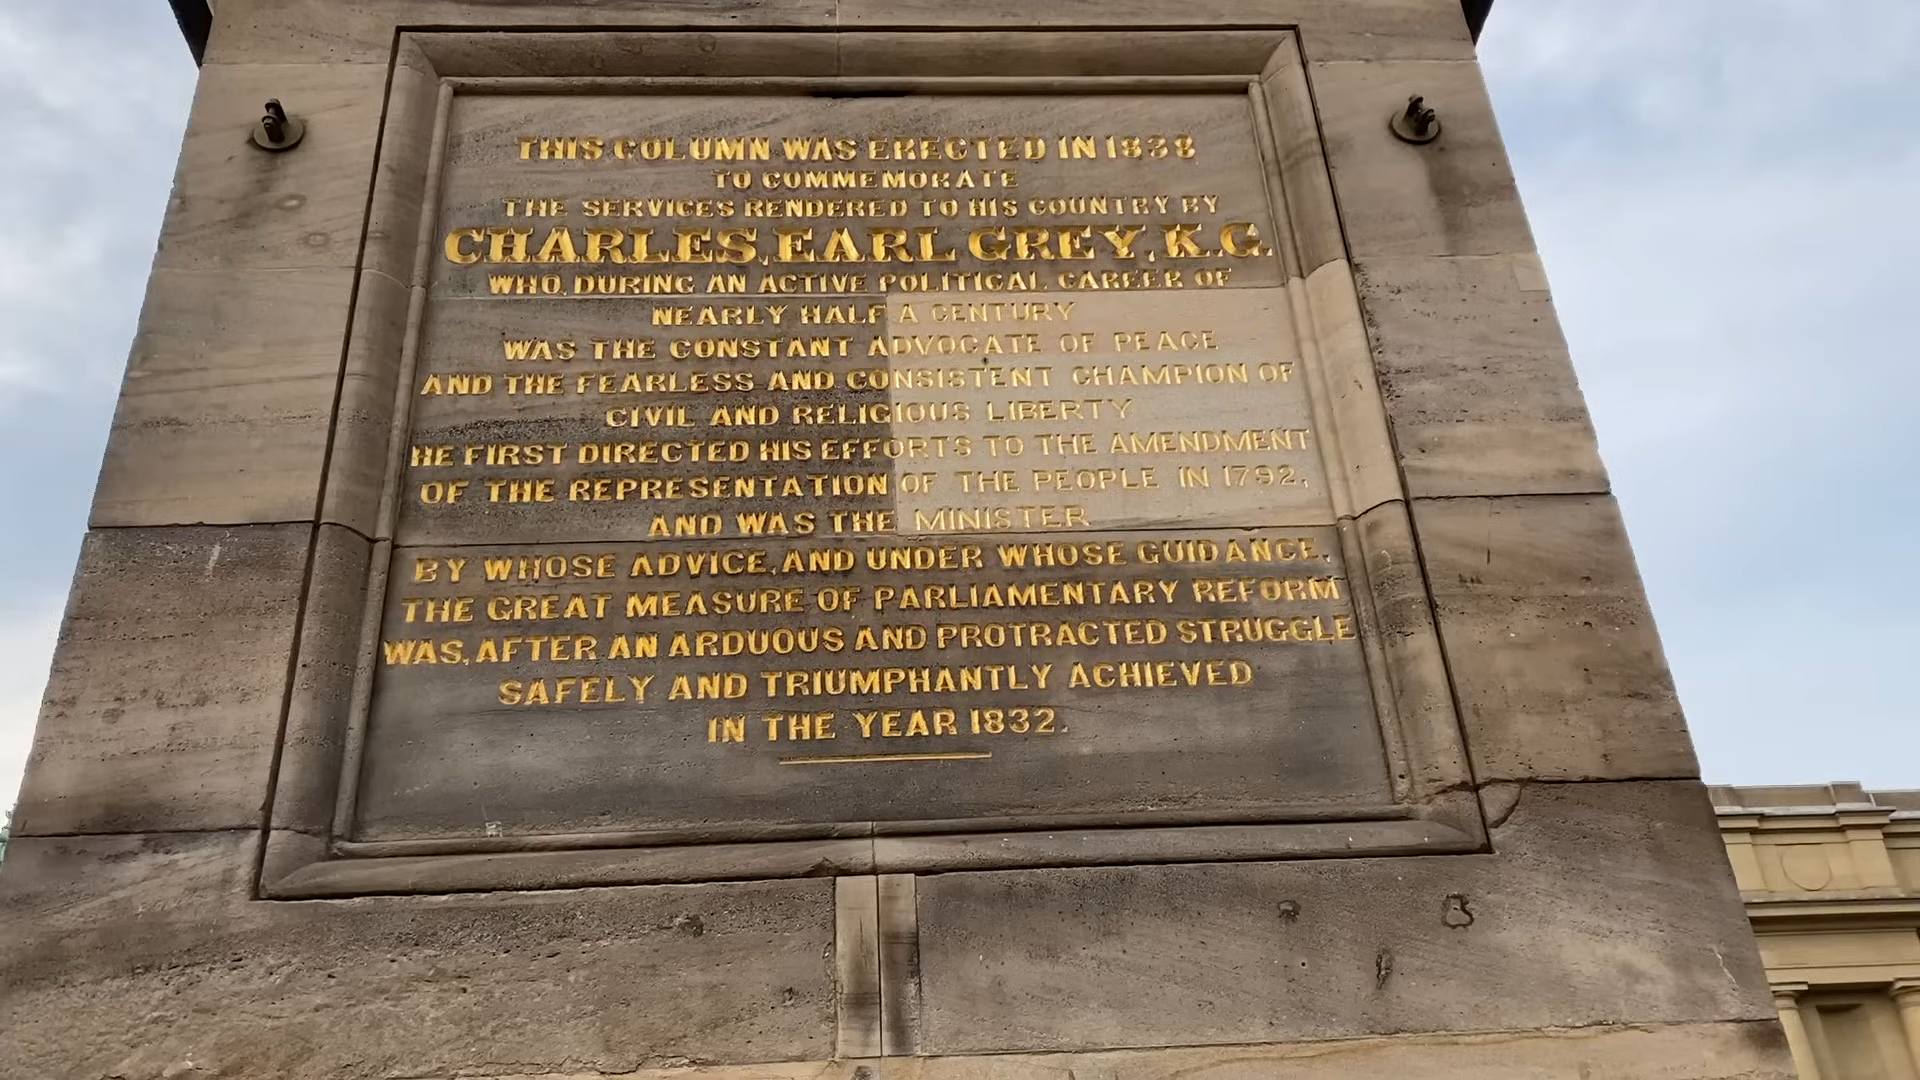 THIS COLUMN WAS ERECTED IN 1838
TO COMMEMORATE
THE SERVICES RENDERED TO HIS COUNTRY BY
CHARLES, EARL GREY, K.G.
WHO, DURING AN ACTIVE POLITICAL CAREER OF
NEARLY HALF A CENTURY
WAS THE CONSTANT ADVOCATE OF PEACE
AND THE FEARLESS AND CONSISTENT CHAMPION OF
CIVIL AND RELIGIOUS LIBERTY
HE FIRST DIRECTED HIS EFFORTS TO THE AMENDMENT
OF THE REPRESENTATION OF THE PEOPLE IN 1792,
AND WAS THE MINISTER
BY WHOSE ADVICE, AND UNDER WHOSE GUIDANCE,
THE GREAT MEASURE OF PARLIAMENTARY REFORM
WAS, AFTER AN ARDUOUS AND PROTRACTED STRUGGLE
SAFELY AND TRIUMPHANTLY ACHIEVED
IN THE YEAR 1832.